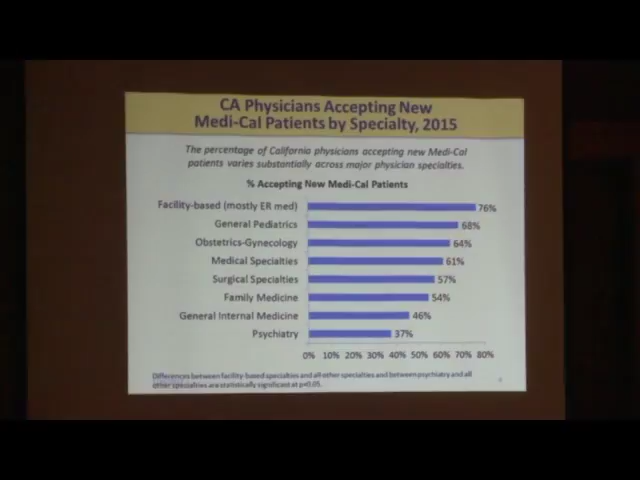 CA Physicians Accepting New
Medi-Cal Patients by Specialty, 2015
The percentage of California physicians accepting new Medi-Cal
patients varies substantially across major physician specialties.
% Accepting New Medi-Cal Patients
Facility-based (mostly ER med) 76%
General Pediatrics 68%
Obstetrics-Gynecology 64%
Medical Specialties 61%
Surgical Specialties 57%
Family Medicine 54%
General Internal Medicine 46%
Psychiatry 37%
0% 10% 20% 30% 40% 50% 60% 70% 80%
Differences between facility-based specialties and all other specialties and between psychiatry and all
other specialties are statistically significant at p<0.05.